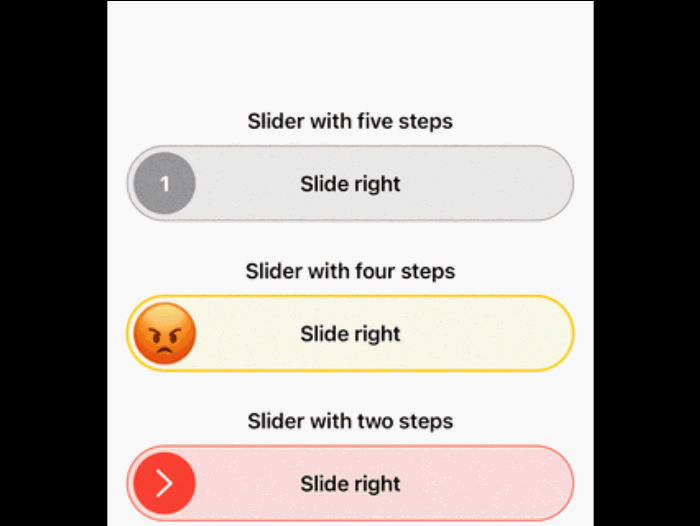 Slider with five steps
1
Slide right
Slider with four steps
Slide right
Slider with two steps
Slide right